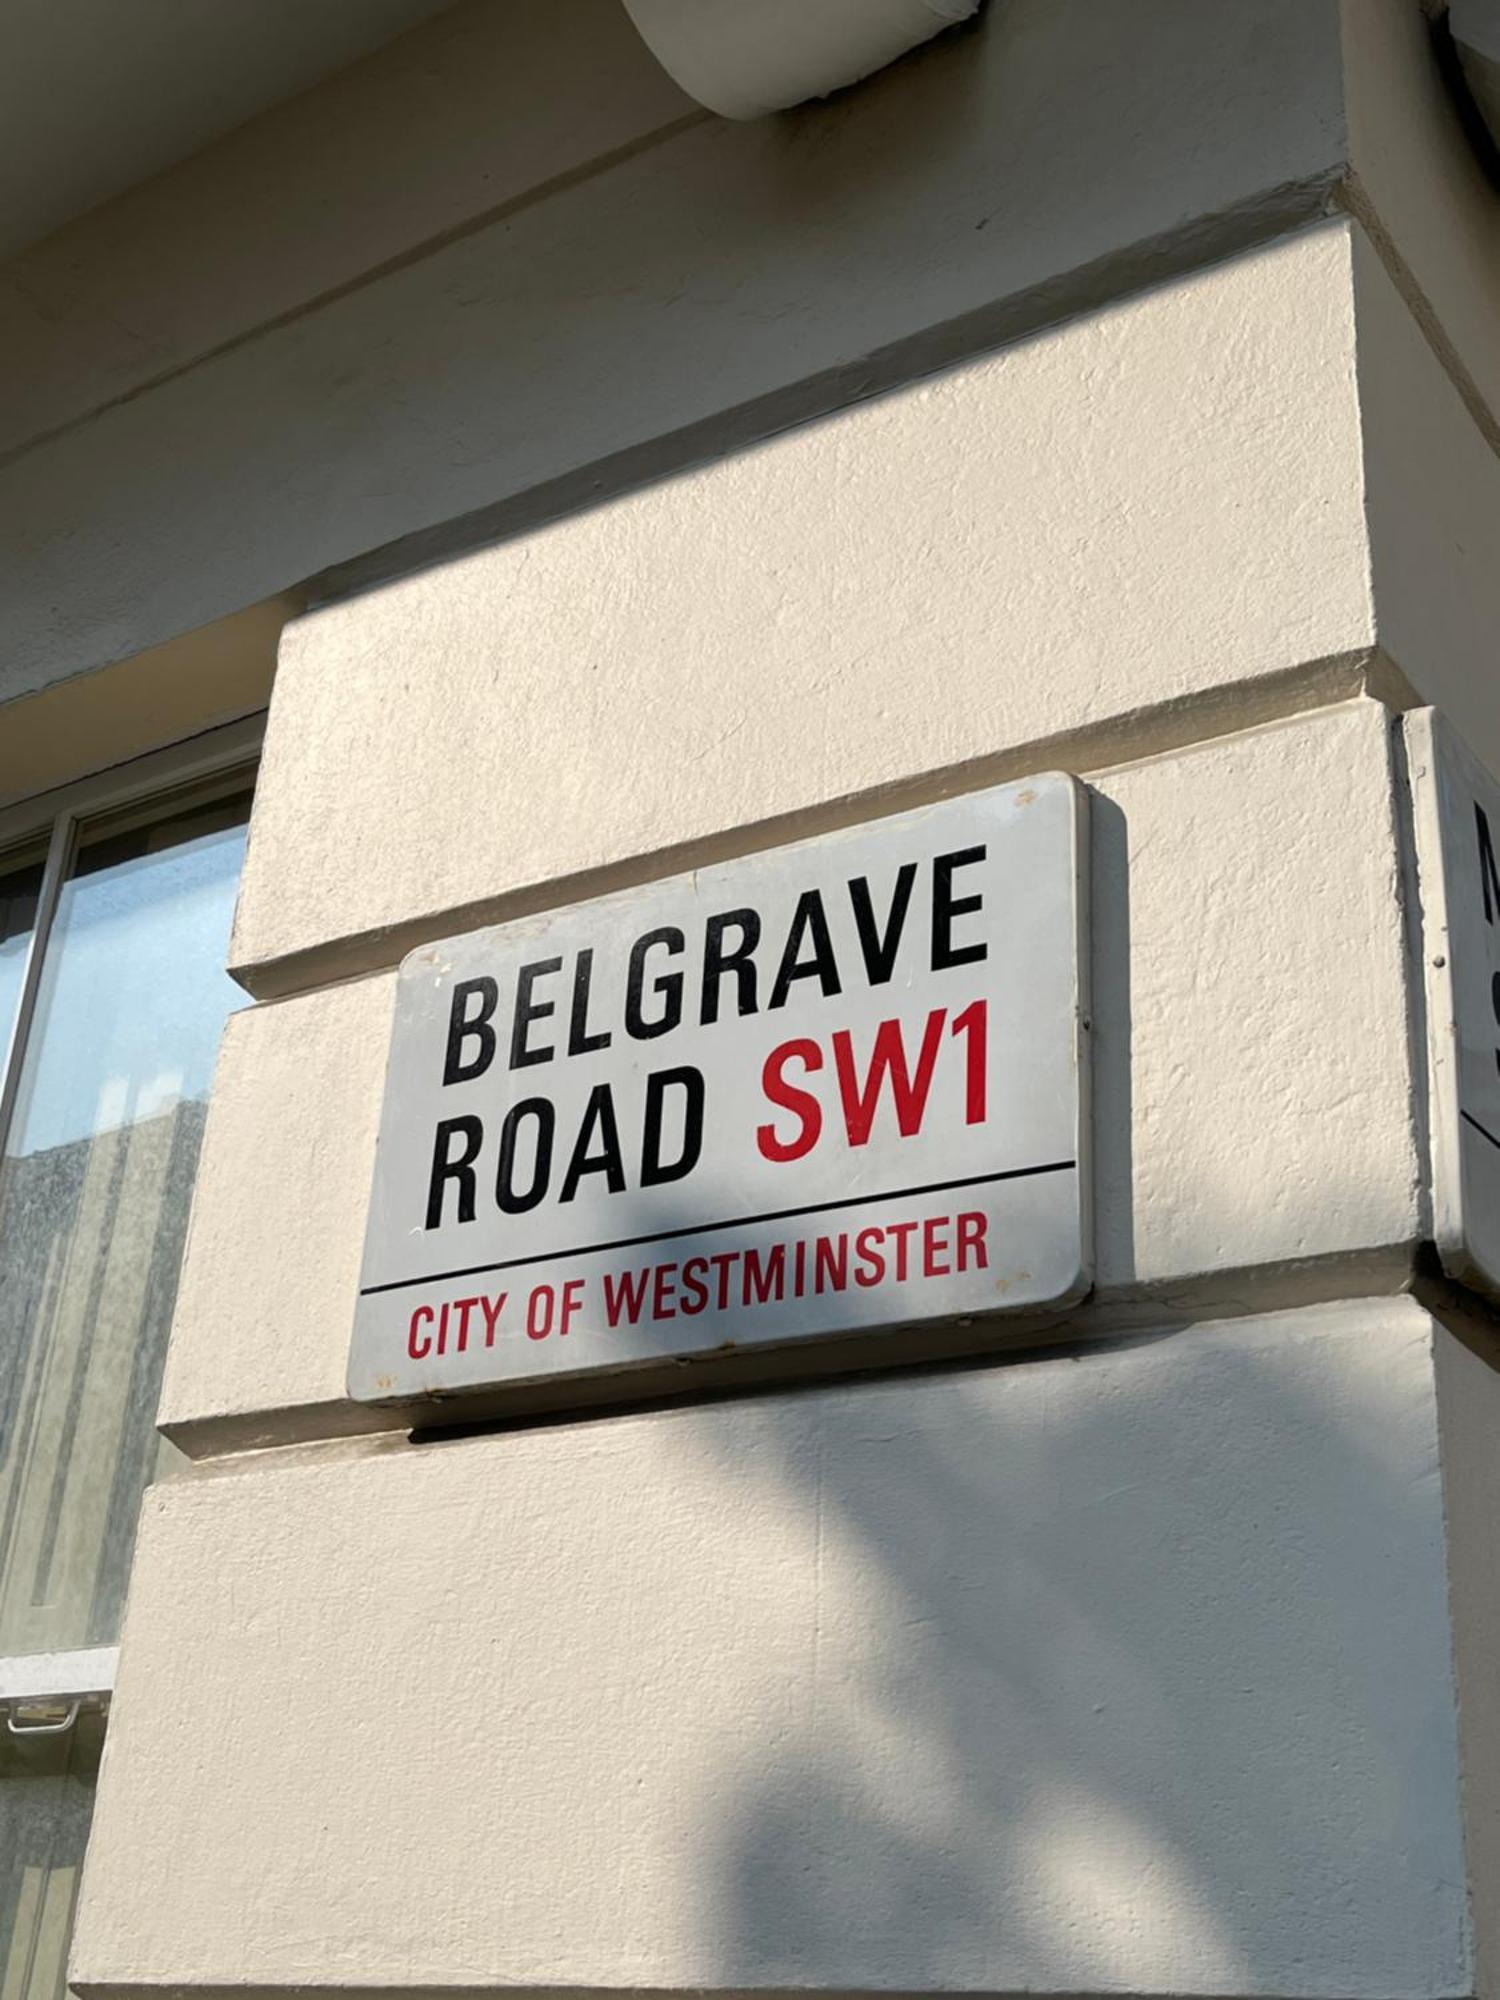 BELGRAVE
ROAD SW1
CITY OF WESTMINSTER